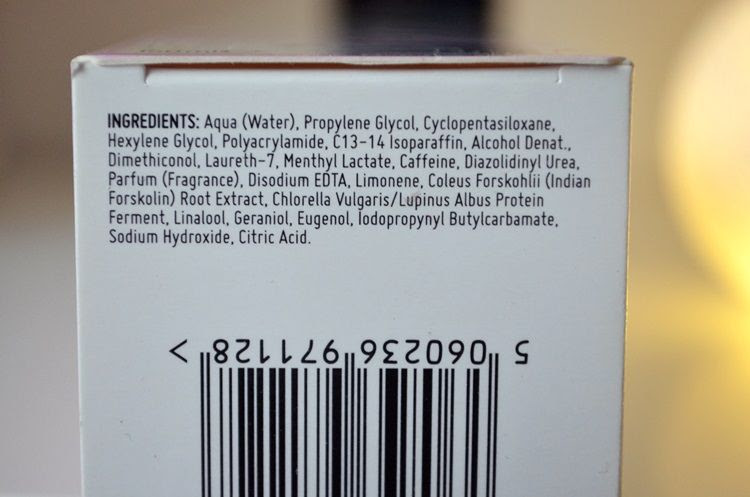 INGREDIENTS: Aqua (Water), Propylene Glycol, Cyclopentasiloxane,
Hexylene Glycol, Polyacrylamide, C13-14 Isoparaffin, Alcohol Denat.,
Dimethiconol, Laureth-7, Menthyl Lactate, Caffeine, Diazolidinyl Urea,
Parfum (Fragrance), Disodium EDTA, Limonene, Coleus Forskohlii (Indian
Forskolin) Root Extract, Chlorella Vulgaris/Lupinus Albus Protein
Ferment, Linalool, Geraniol, Eugenol, Iodopropynyl Butylcarbamate,
Sodium Hydroxide, Citric Acid.
5 060236 971128 >